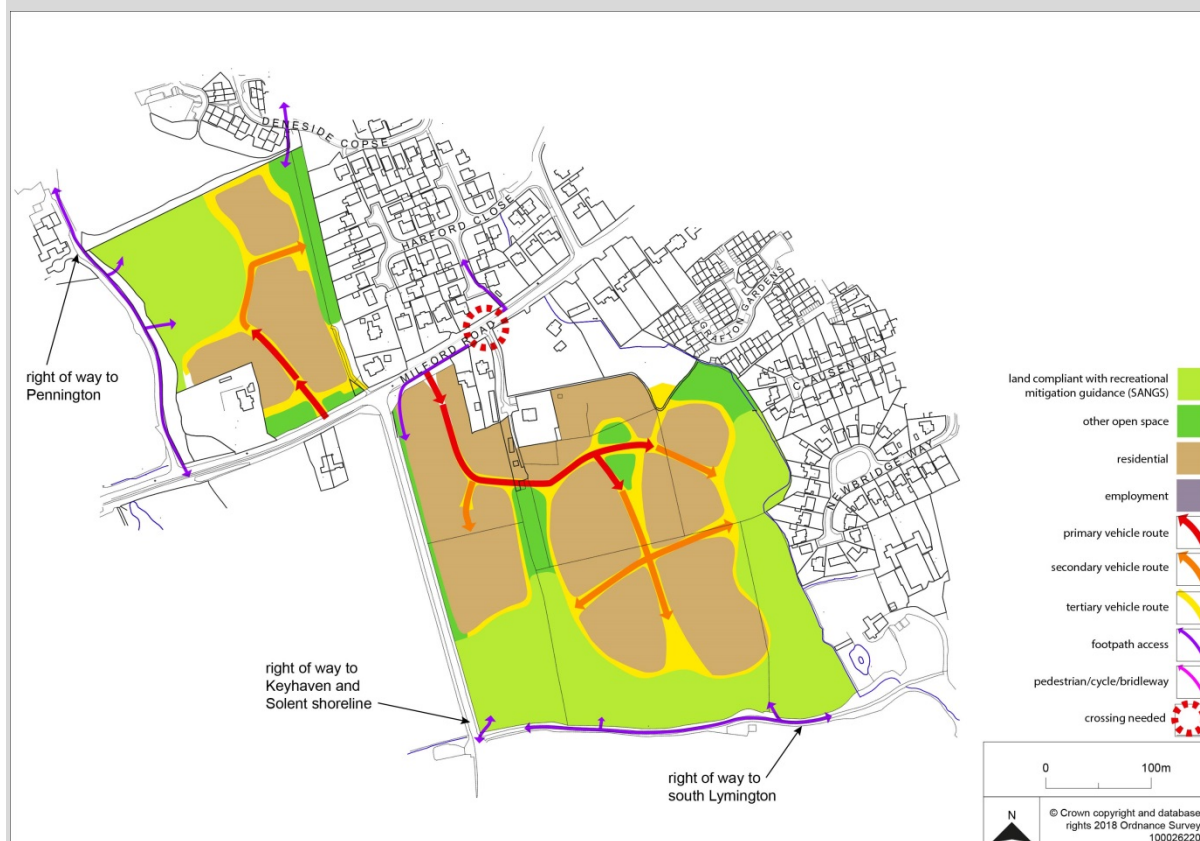 DENESIDE COPSE
HARFORD CLOSE
MILFORD ROAD
GRAFTON GARDENS
CLAUSEN WAY
NEWBRIDGE WAY
right of way to
Pennington
right of way to
Keyhaven and
Solent shoreline
right of way to
south Lymington
land compliant with recreational
mitigation guidance (SANGS)
other open space
residential
employment
primary vehicle route
secondary vehicle route
tertiary vehicle route
footpath access
pedestrian/cycle/bridleway
crossing needed
0 100m
N
© Crown copyright and database
rights 2018 Ordnance Survey
100026220